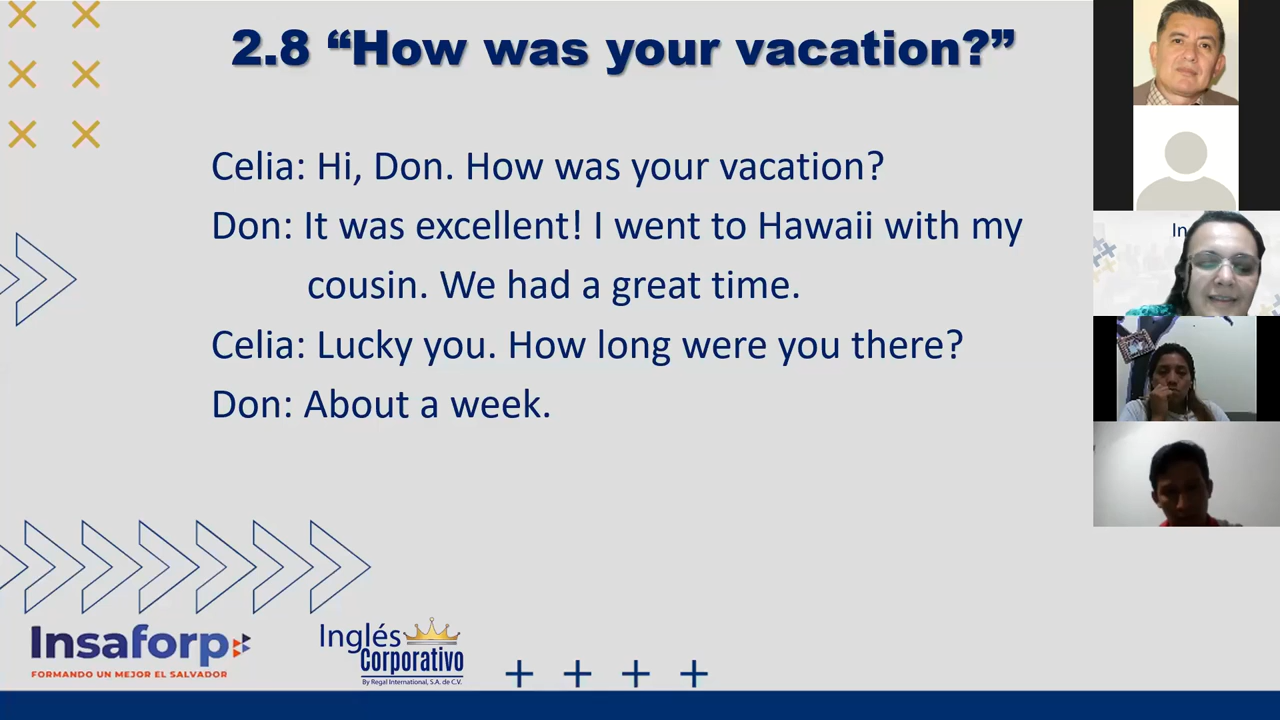 2.8 “How was your vacation?”
Celia: Hi, Don. How was your vacation?
Don: It was excellent! I went to Hawaii with my
cousin. We had a great time.
Celia: Lucky you. How long were you there?
Don: About a week.
In
Insaforp
FORMANDO UN MEJOR EL SALVADOR
Inglés
Corporativo
By Regal International, S.A. de C.V.